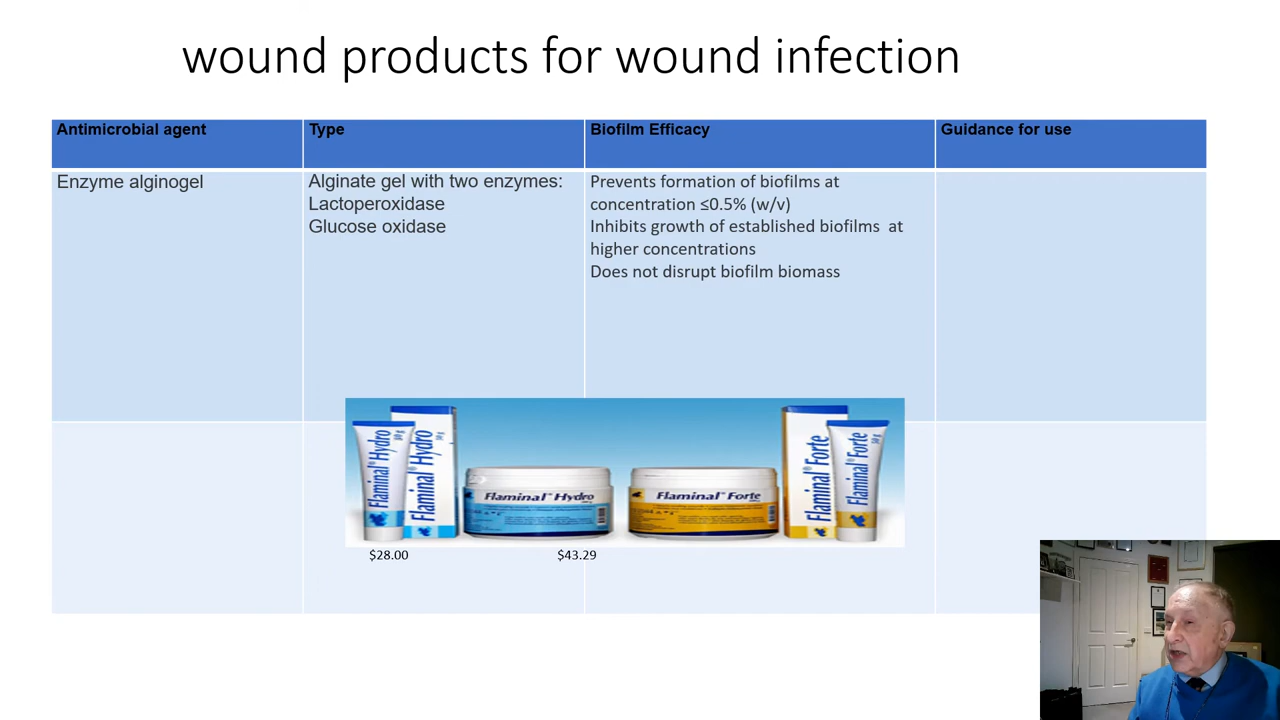 wound products for wound infection
Antimicrobial agent
Type
Biofilm Efficacy
Guidance for use
Enzyme alginogel
Alginate gel with two enzymes:
Lactoperoxidase
Glucose oxidase
Prevents formation of biofilms at
concentration ≤0.5% (w/v)
Inhibits growth of established biofilms at
higher concentrations
Does not disrupt biofilm biomass
Flaminal® Hydro
Flaminal® Hydro
Flaminal® Hydro
Flaminal® Forte
Flaminal® Forte
Flaminal® Forte
$28.00
$43.29